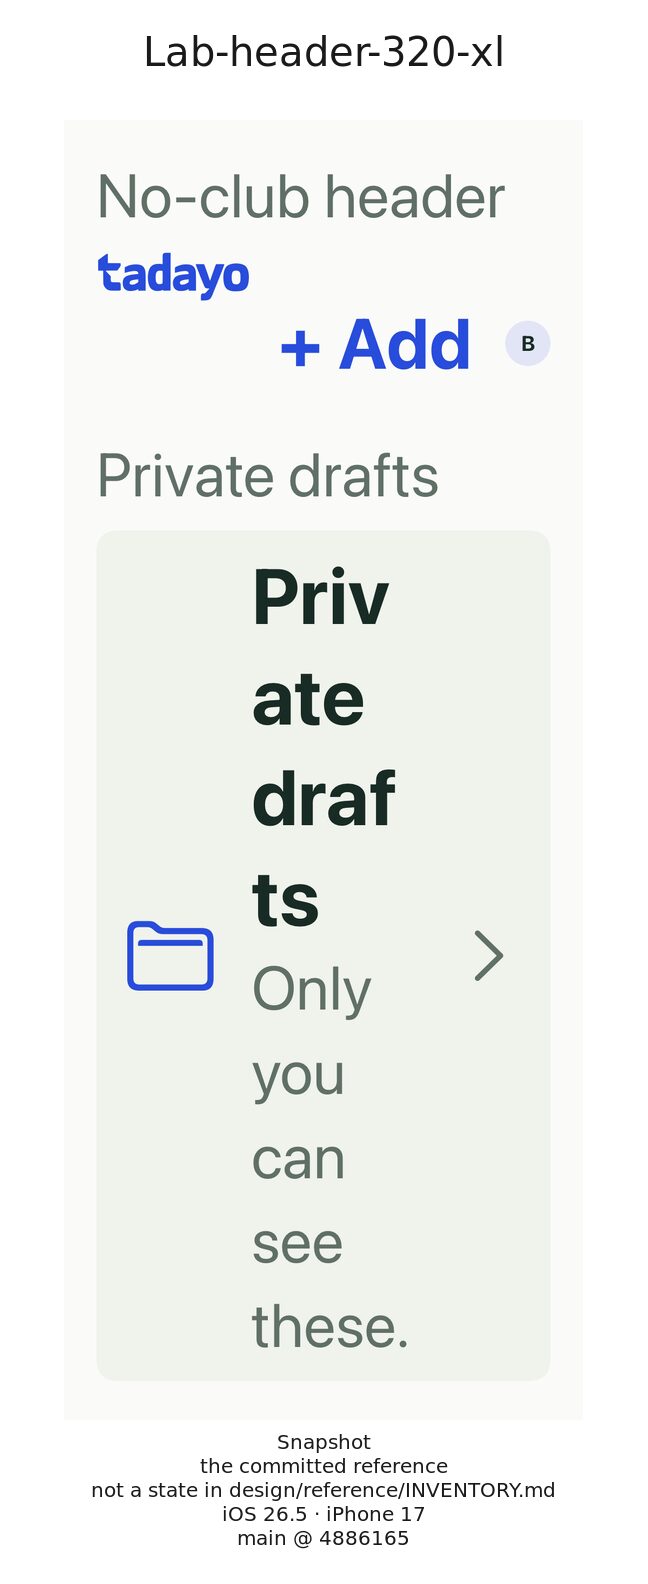 Lab-header-320-xl
No-club header
tadayo
+ Add B
Private drafts
Priv
ate
draf
ts
Only
you
can
see
these.
Snapshot
the committed reference
not a state in design/reference/INVENTORY.md
iOS 26.5 · iPhone 17
main @ 4886165